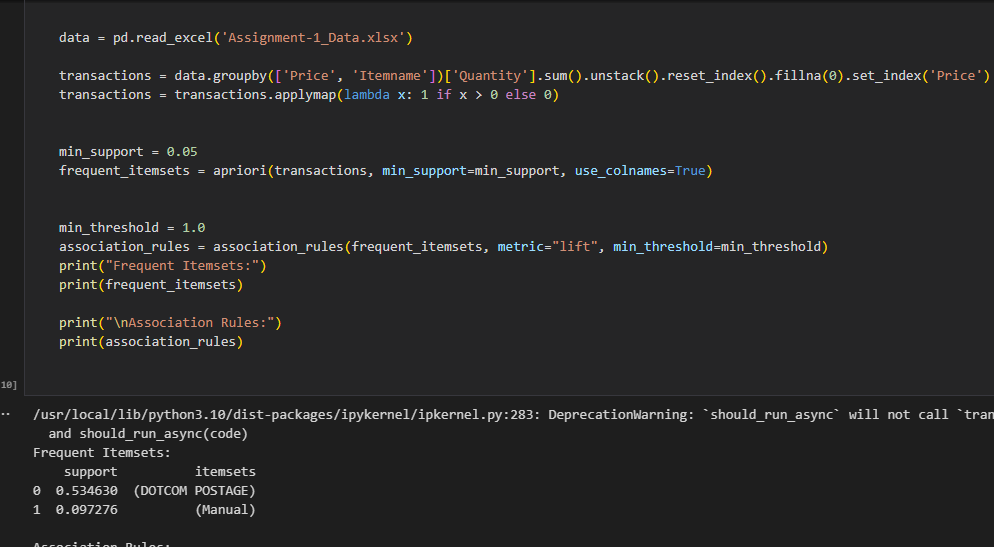 data = pd.read_excel('Assignment-1_Data.xlsx')
transactions = data.groupby(['Price', 'Itemname'])['Quantity'].sum().unstack().reset_index().fillna(0).set_index('Price')
transactions = transactions.applymap(lambda x: 1 if x > 0 else 0)
min_support = 0.05
frequent_itemsets = apriori(transactions, min_support=min_support, use_colnames=True)
min_threshold = 1.0
association_rules = association_rules(frequent_itemsets, metric="lift", min_threshold=min_threshold)
print("Frequent Itemsets:")
print(frequent_itemsets)
print("\nAssociation Rules:")
print(association_rules)
10]
/usr/local/lib/python3.10/dist-packages/ipykernel/ipkernel.py:283: DeprecationWarning: `should_run_async` will not call `tran
and should_run_async(code)
Frequent Itemsets:
support itemsets
0 0.534630 (DOTCOM POSTAGE)
1 0.097276 (Manual)
Association Rules: